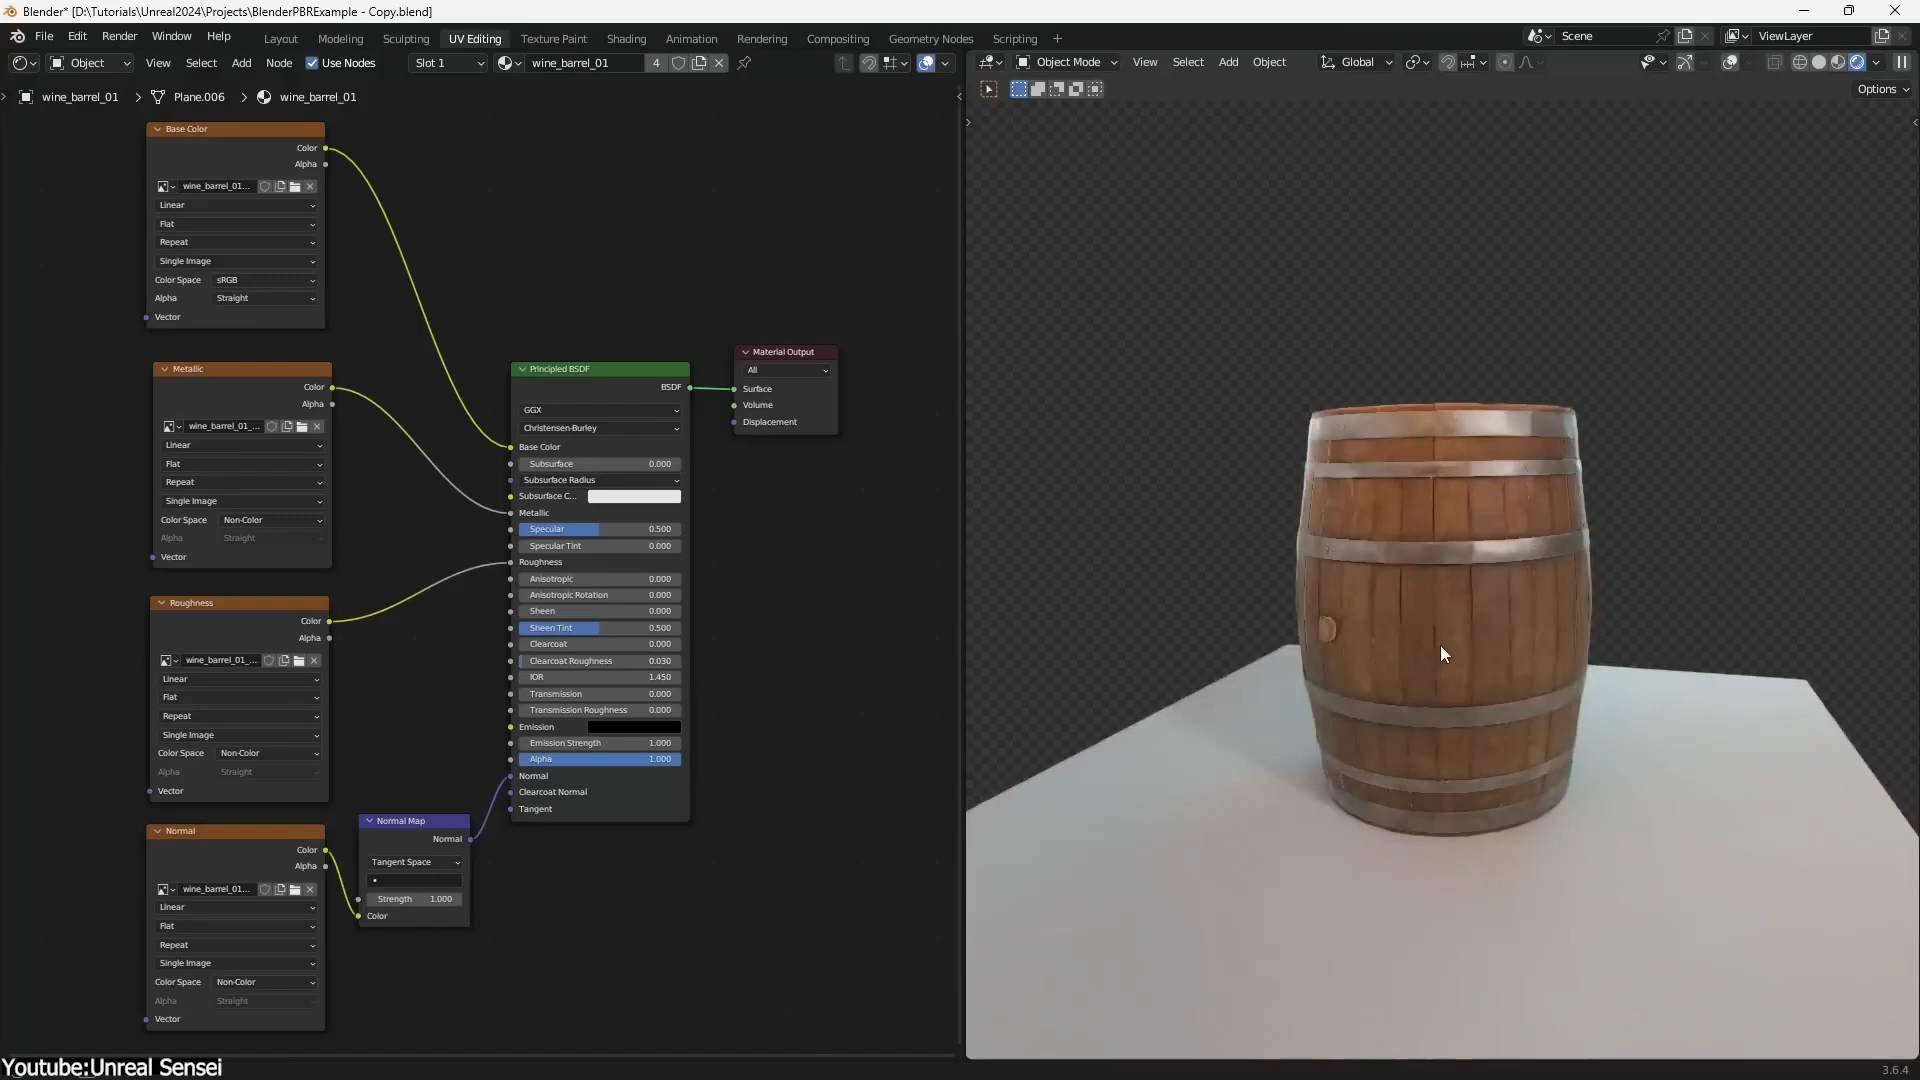 Blender* [D:\Tutorials\Unreal2024\Projects\BlenderPBRExample - Copy.blend]
File Edit Render Window Help Layout Modeling Sculpting UV Editing Texture Paint Shading Animation Rendering Compositing Geometry Nodes Scripting + Scene ViewLayer
Object View Select Add Node Use Nodes Slot 1 wine_barrel_01 4
Object Mode View Select Add Object Global
Options
wine_barrel_01 > Plane.006 > wine_barrel_01
Base Color
Color
Alpha
wine_barrel_01...
Linear
Flat
Repeat
Single Image
Color Space sRGB
Alpha Straight
Vector
Metallic
Color
Alpha
wine_barrel_01_...
Linear
Flat
Repeat
Single Image
Color Space Non-Color
Alpha Straight
Vector
Roughness
Color
Alpha
wine_barrel_01_...
Linear
Flat
Repeat
Single Image
Color Space Non-Color
Alpha Straight
Vector
Normal
Color
Alpha
wine_barrel_01...
Linear
Flat
Repeat
Single Image
Color Space Non-Color
Alpha Straight
Vector
Normal Map
Normal
Tangent Space
Strength 1.000
Color
Principled BSDF
BSDF
GGX
Christensen-Burley
Base Color
Subsurface 0.000
Subsurface Radius
Subsurface C...
Metallic
Specular 0.500
Specular Tint 0.000
Roughness
Anisotropic 0.000
Anisotropic Rotation 0.000
Sheen 0.000
Sheen Tint 0.500
Clearcoat 0.000
Clearcoat Roughness 0.030
IOR 1.450
Transmission 0.000
Transmission Roughness 0.000
Emission
Emission Strength 1.000
Alpha 1.000
Normal
Clearcoat Normal
Tangent
Material Output
All
Surface
Volume
Displacement
Youtube:Unreal Sensei
3.6.4